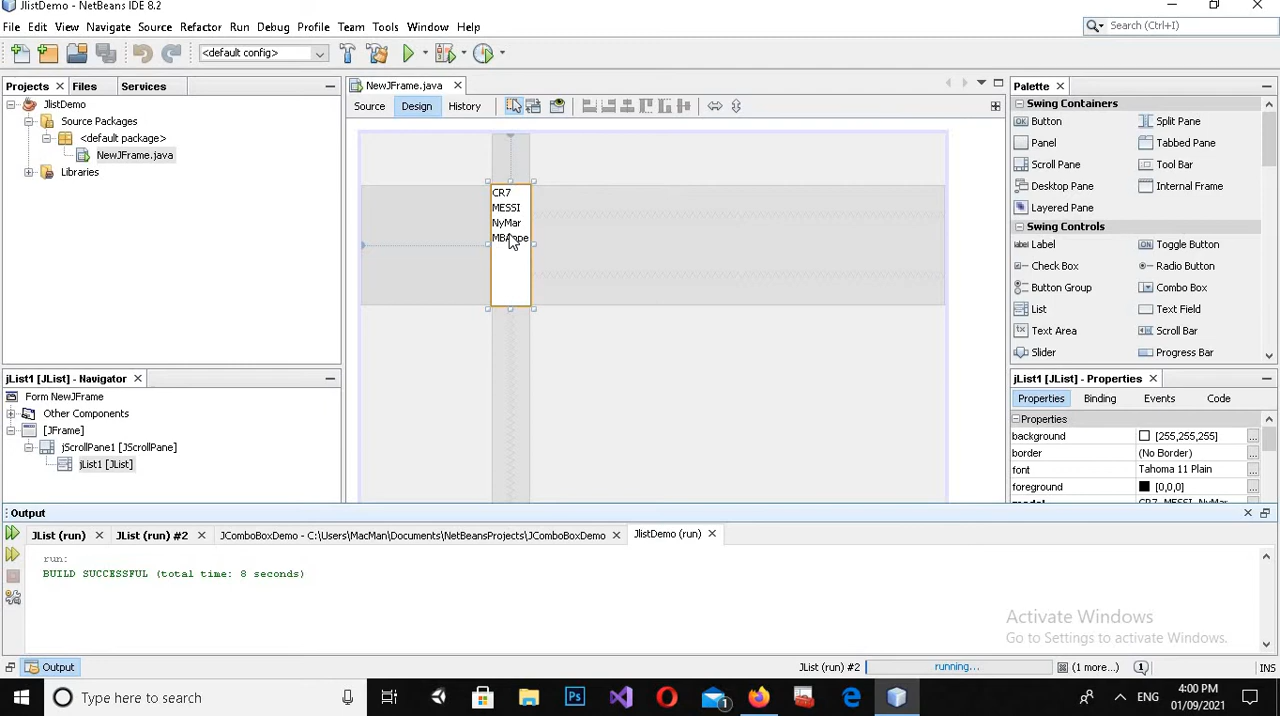 JlistDemo - NetBeans IDE 8.2
File Edit View Navigate Source Refactor Run Debug Profile Team Tools Window Help
Search (Ctrl+I)
<default config>
Projects Files Services
JlistDemo
Source Packages
<default package>
NewJFrame.java
Libraries
NewJFrame.java
Source Design History
CR7
MESSI
NyMar
Palette
Swing Containers
Button Split Pane
Panel Tabbed Pane
Scroll Pane Tool Bar
Desktop Pane Internal Frame
Layered Pane
Swing Controls
Label Toggle Button
Check Box Radio Button
Button Group Combo Box
List Text Field
Text Area Scroll Bar
Slider Progress Bar
jList1 [JList] - Navigator
Form NewJFrame
Other Components
[JFrame]
jScrollPane1 [JScrollPane]
jList1 [JList]
jList1 [JList] - Properties
Properties Binding Events Code
Properties
background [255,255,255] ...
border (No Border) ...
font Tahoma 11 Plain ...
foreground [0,0,0] ...
model CR7, MESSI, NyMar
Output
JList (run) JList (run) #2 JComboBoxDemo - C:\Users\MacMan\Documents\NetBeansProjects\JComboBoxDemo JlistDemo (run)
run:
BUILD SUCCESSFUL (total time: 8 seconds)
Activate Windows
Go to Settings to activate Windows.
Output
JList (run) #2 running... (1 more...) 1 INS
Type here to search
Ps
1
ENG
4:00 PM
01/09/2021